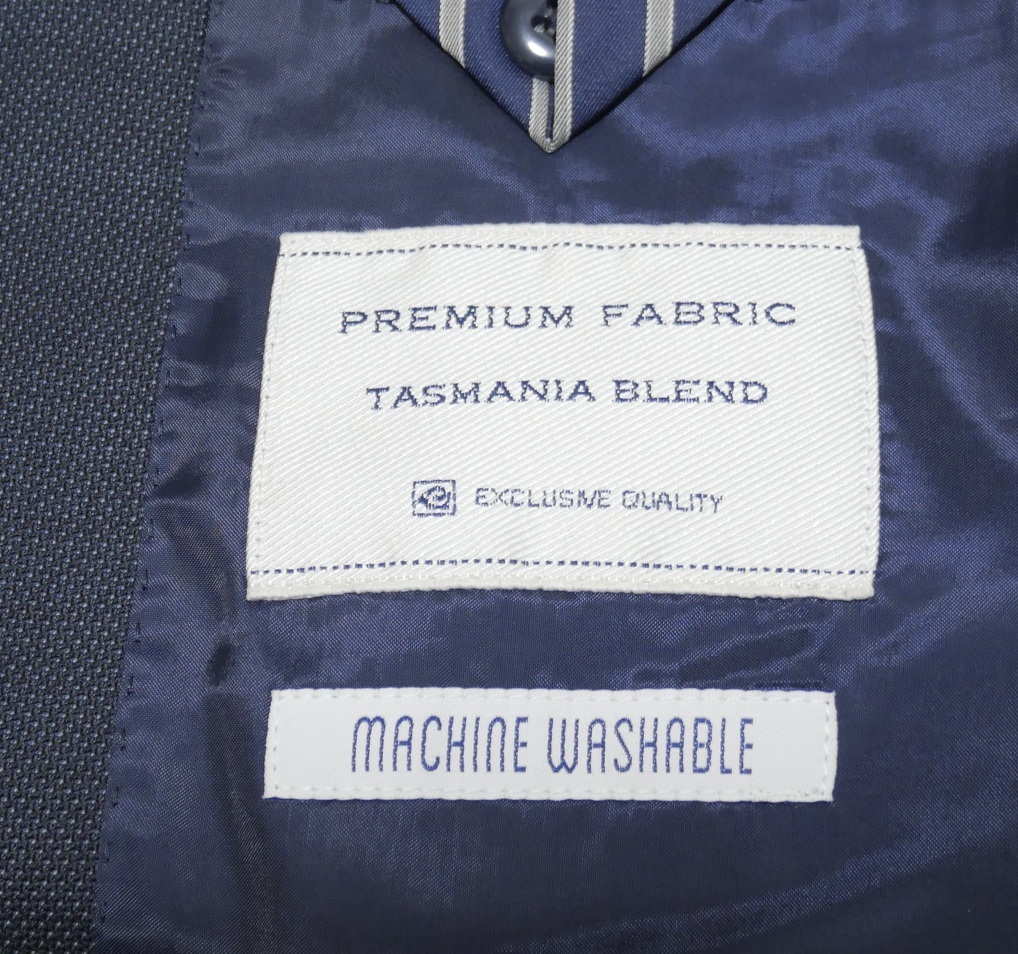 PREMIUM FABRIC
TASMANIA BLEND
EXCLUSIVE QUALITY
MACHINE WASHABLE